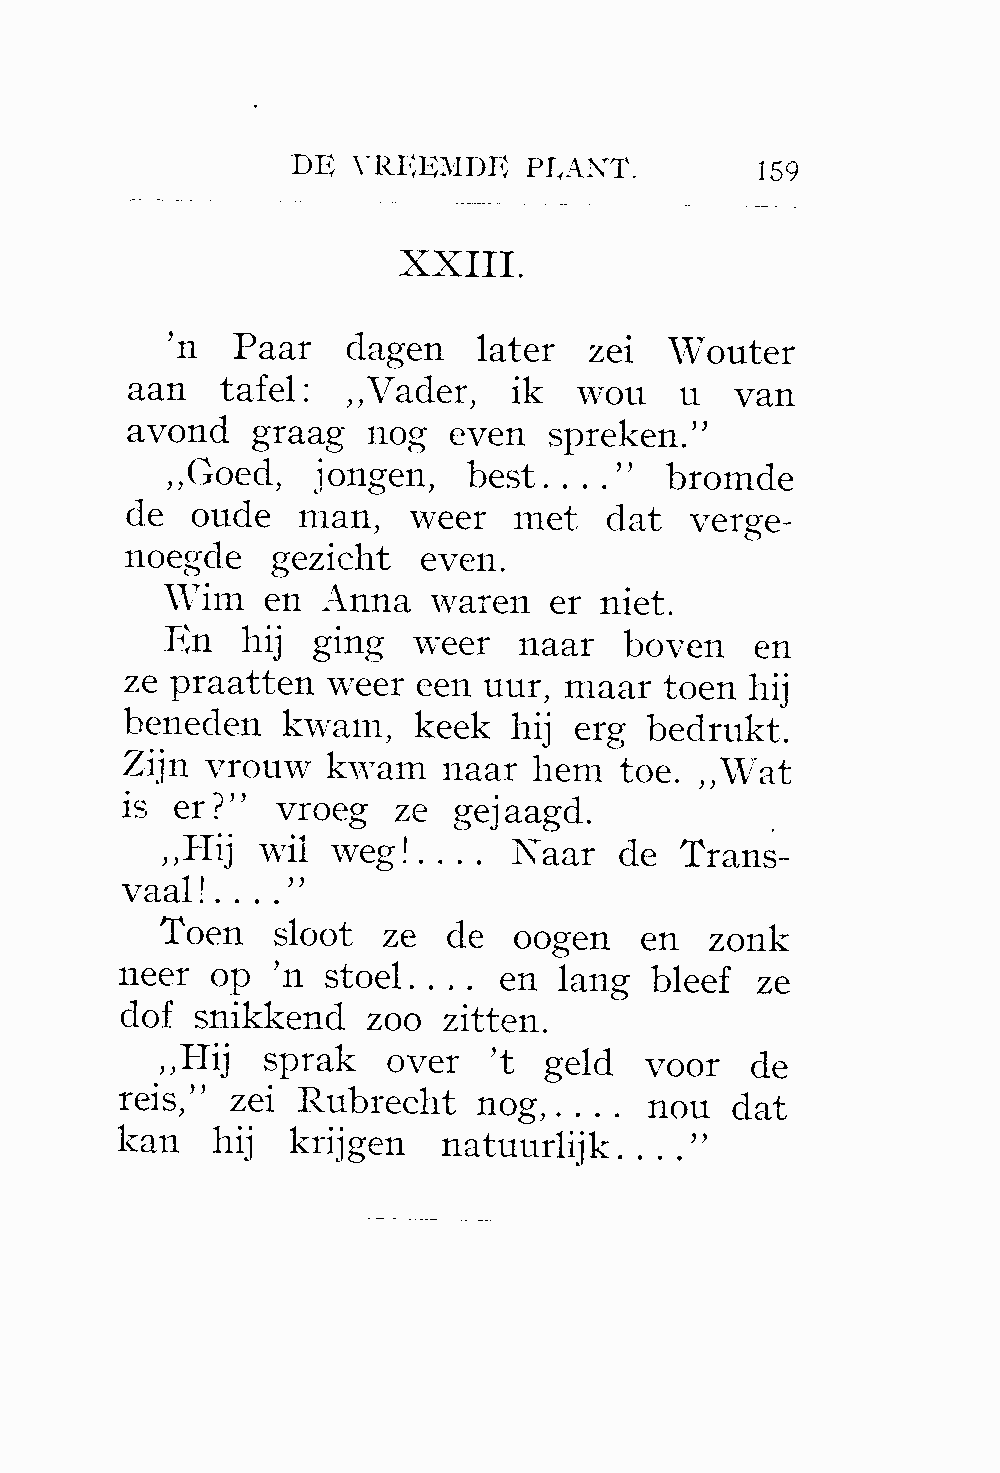 DE VREEMDE PLANT. 159
XXIII.
’n Paar dagen later zei Wouter
aan tafel: ,,Vader, ik wou u van
avond graag nog even spreken.”
,,Goed, jongen, best....” bromde
de oude man, weer met dat verge-
noegde gezicht even.
Wim en Anna waren er niet.
En hij ging weer naar boven en
ze praatten weer een uur, maar toen hij
beneden kwam, keek hij erg bedrukt.
Zijn vrouw kwam naar hem toe. ,,Wat
is er?” vroeg ze gejaagd.
,,Hij wil weg!.... Naar de Trans-
vaal!....”
Toen sloot ze de oogen en zonk
neer op ’n stoel.... en lang bleef ze
dof snikkend zoo zitten.
,,Hij sprak over ’t geld voor de
reis,” zei Rubrecht nog,.... nou dat
kan hij krijgen natuurlijk....”